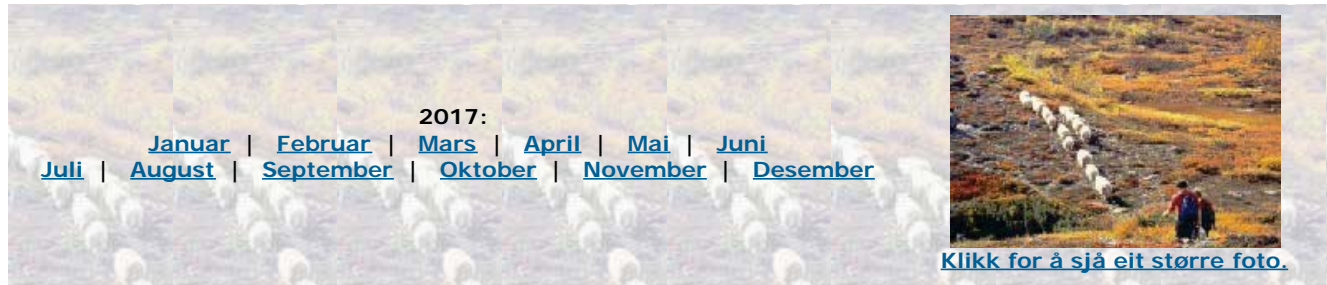 2017:
Januar | Februar | Mars | April | Mai | Juni
Juli | August | September | Oktober | November | Desember
Klikk for å sjå eit større foto.